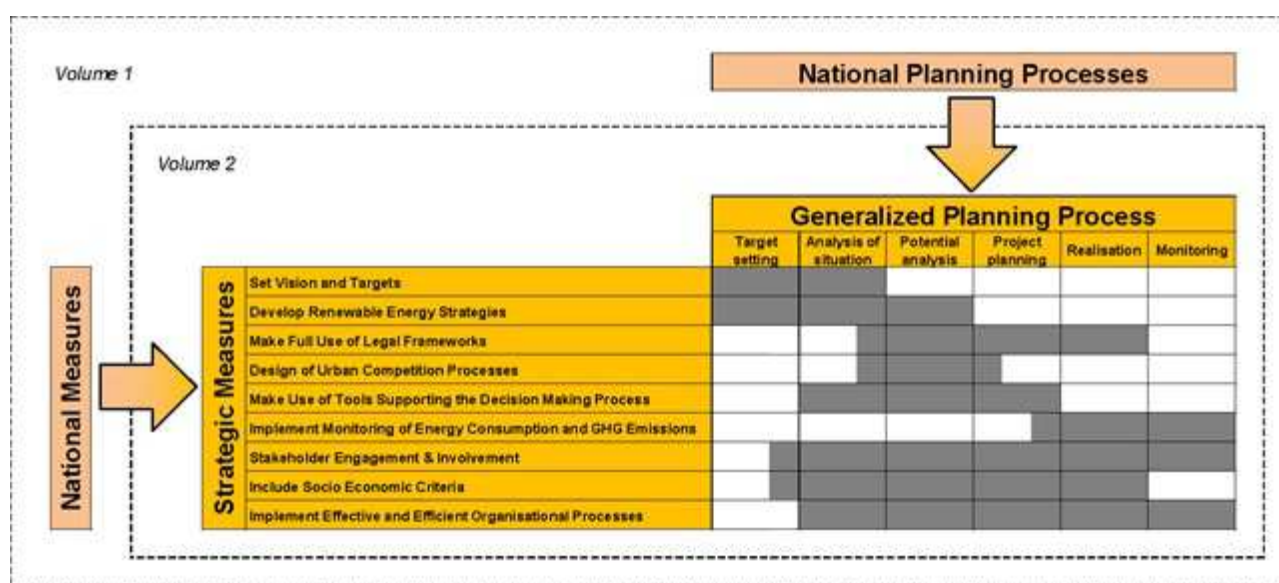 Volume 1
National Planning Processes
Volume 2
Generalized Planning Process
Target setting
Analysis of situation
Potential analysis
Project planning
Realisation
Monitoring
National Measures
Strategic Measures
Set Vision and Targets
Develop Renewable Energy Strategies
Make Full Use of Legal Frameworks
Design of Urban Competition Processes
Make Use of Tools Supporting the Decision Making Process
Implement Monitoring of Energy Consumption and GHG Emissions
Stakeholder Engagement & Involvement
Include Socio Economic Criteria
Implement Effective and Efficient Organisational Processes